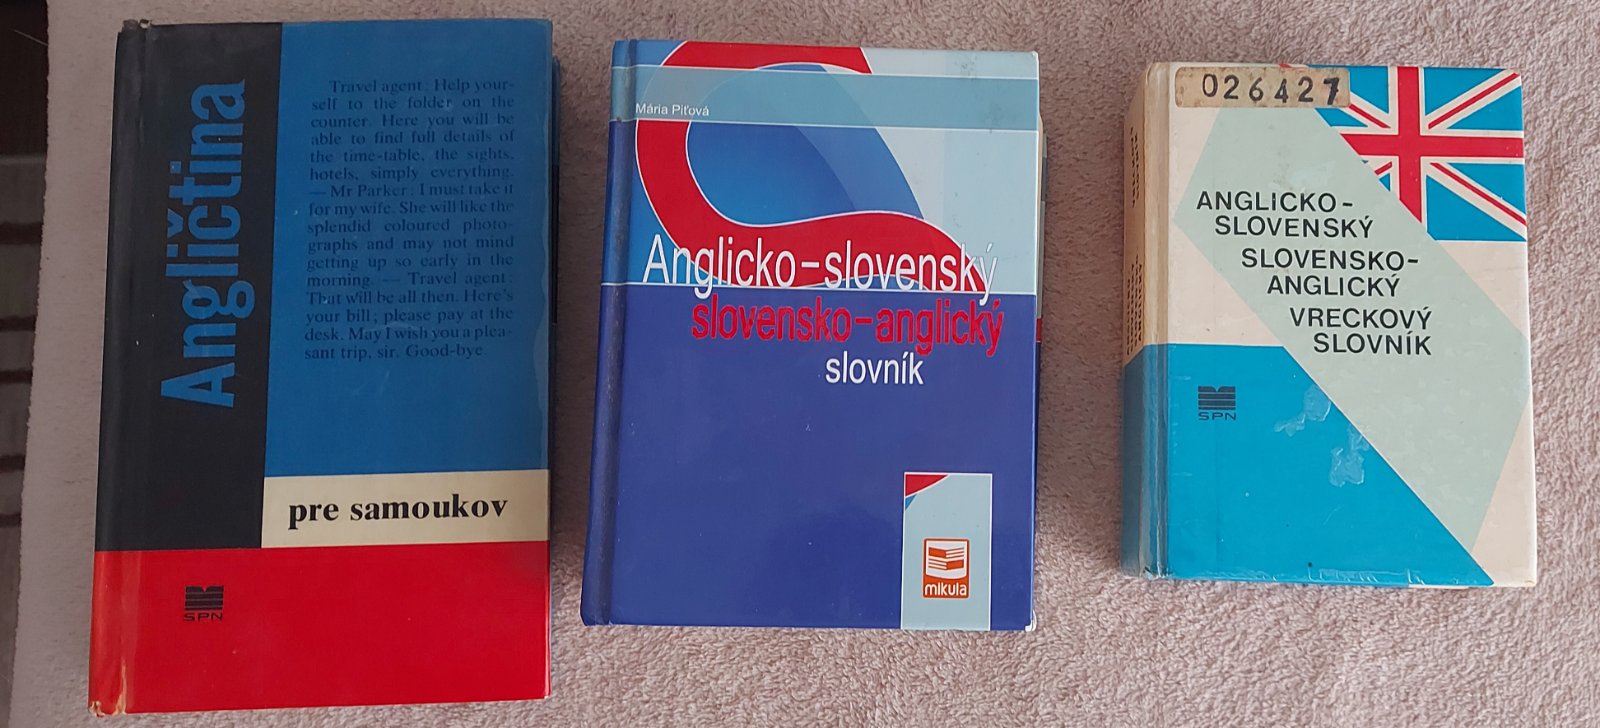 Angličtina
Travel agent: Help your-
self to the folder on the
counter. Here you will be
able to find full details of
the time-table, the sights,
hotels, simply everything.
— Mr Parker: I must take it
for my wife. She will like the
splendid coloured photo-
graphs and may not mind
getting up so early in the
morning. — Travel agent:
That will be all then. Here's
your bill; please pay at the
desk. May I wish you a plea-
sant trip, sir. Good-bye.
pre samoukov
SPN
Mária Piťová
Anglicko-slovenský
slovensko-anglický
slovník
mikula
026427
ANGLICKO-
SLOVENSKÝ
SLOVENSKO-
ANGLICKÝ
VRECKOVÝ
SLOVNÍK
SPN